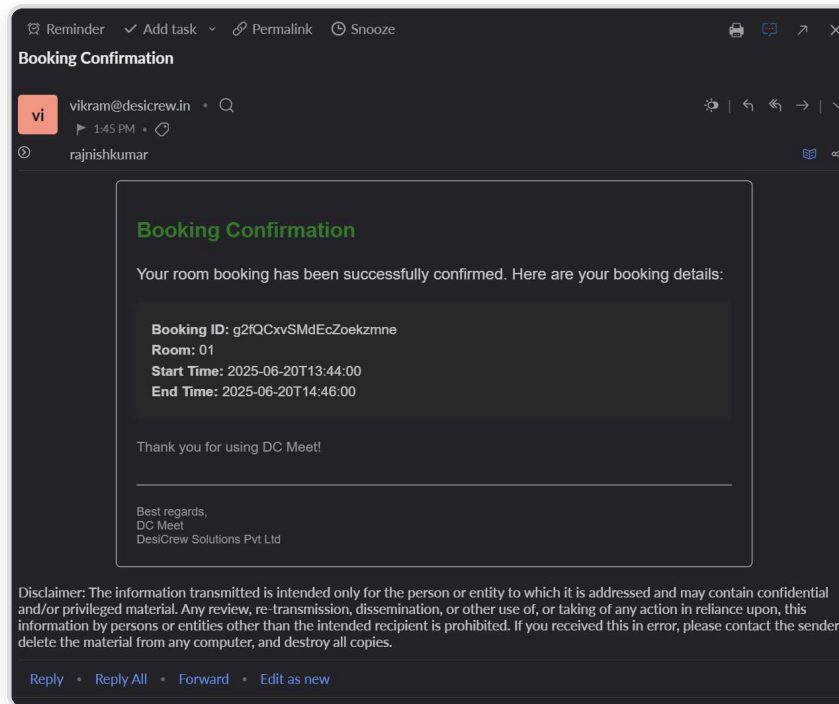 Reminder Add task Permalink Snooze
Booking Confirmation
vi
vikram@desicrew.in
1:45 PM
rajnishkumar
Booking Confirmation
Your room booking has been successfully confirmed. Here are your booking details:
Booking ID: g2fQCxvSMdEcZoekzmne
Room: 01
Start Time: 2025-06-20T13:44:00
End Time: 2025-06-20T14:46:00
Thank you for using DC Meet!
Best regards,
DC Meet
DesiCrew Solutions Pvt Ltd
Disclaimer: The information transmitted is intended only for the person or entity to which it is addressed and may contain confidential
and/or privileged material. Any review, re-transmission, dissemination, or other use of, or taking of any action in reliance upon, this
information by persons or entities other than the intended recipient is prohibited. If you received this in error, please contact the sender
delete the material from any computer, and destroy all copies.
Reply • Reply All • Forward • Edit as new